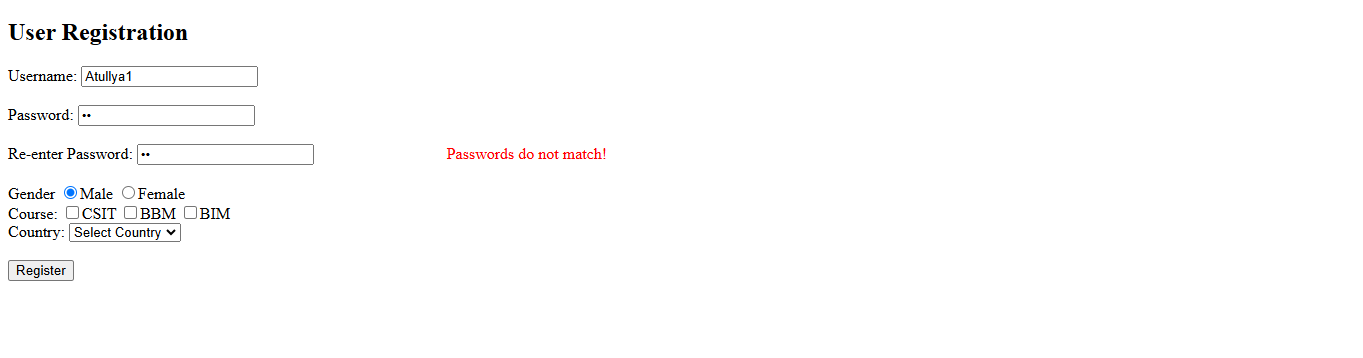 User Registration
Username: Atullya1
Password: ••
Re-enter Password: •• Passwords do not match!
Gender Male Female
Course: CSIT BBM BIM
Country: Select Country
Register